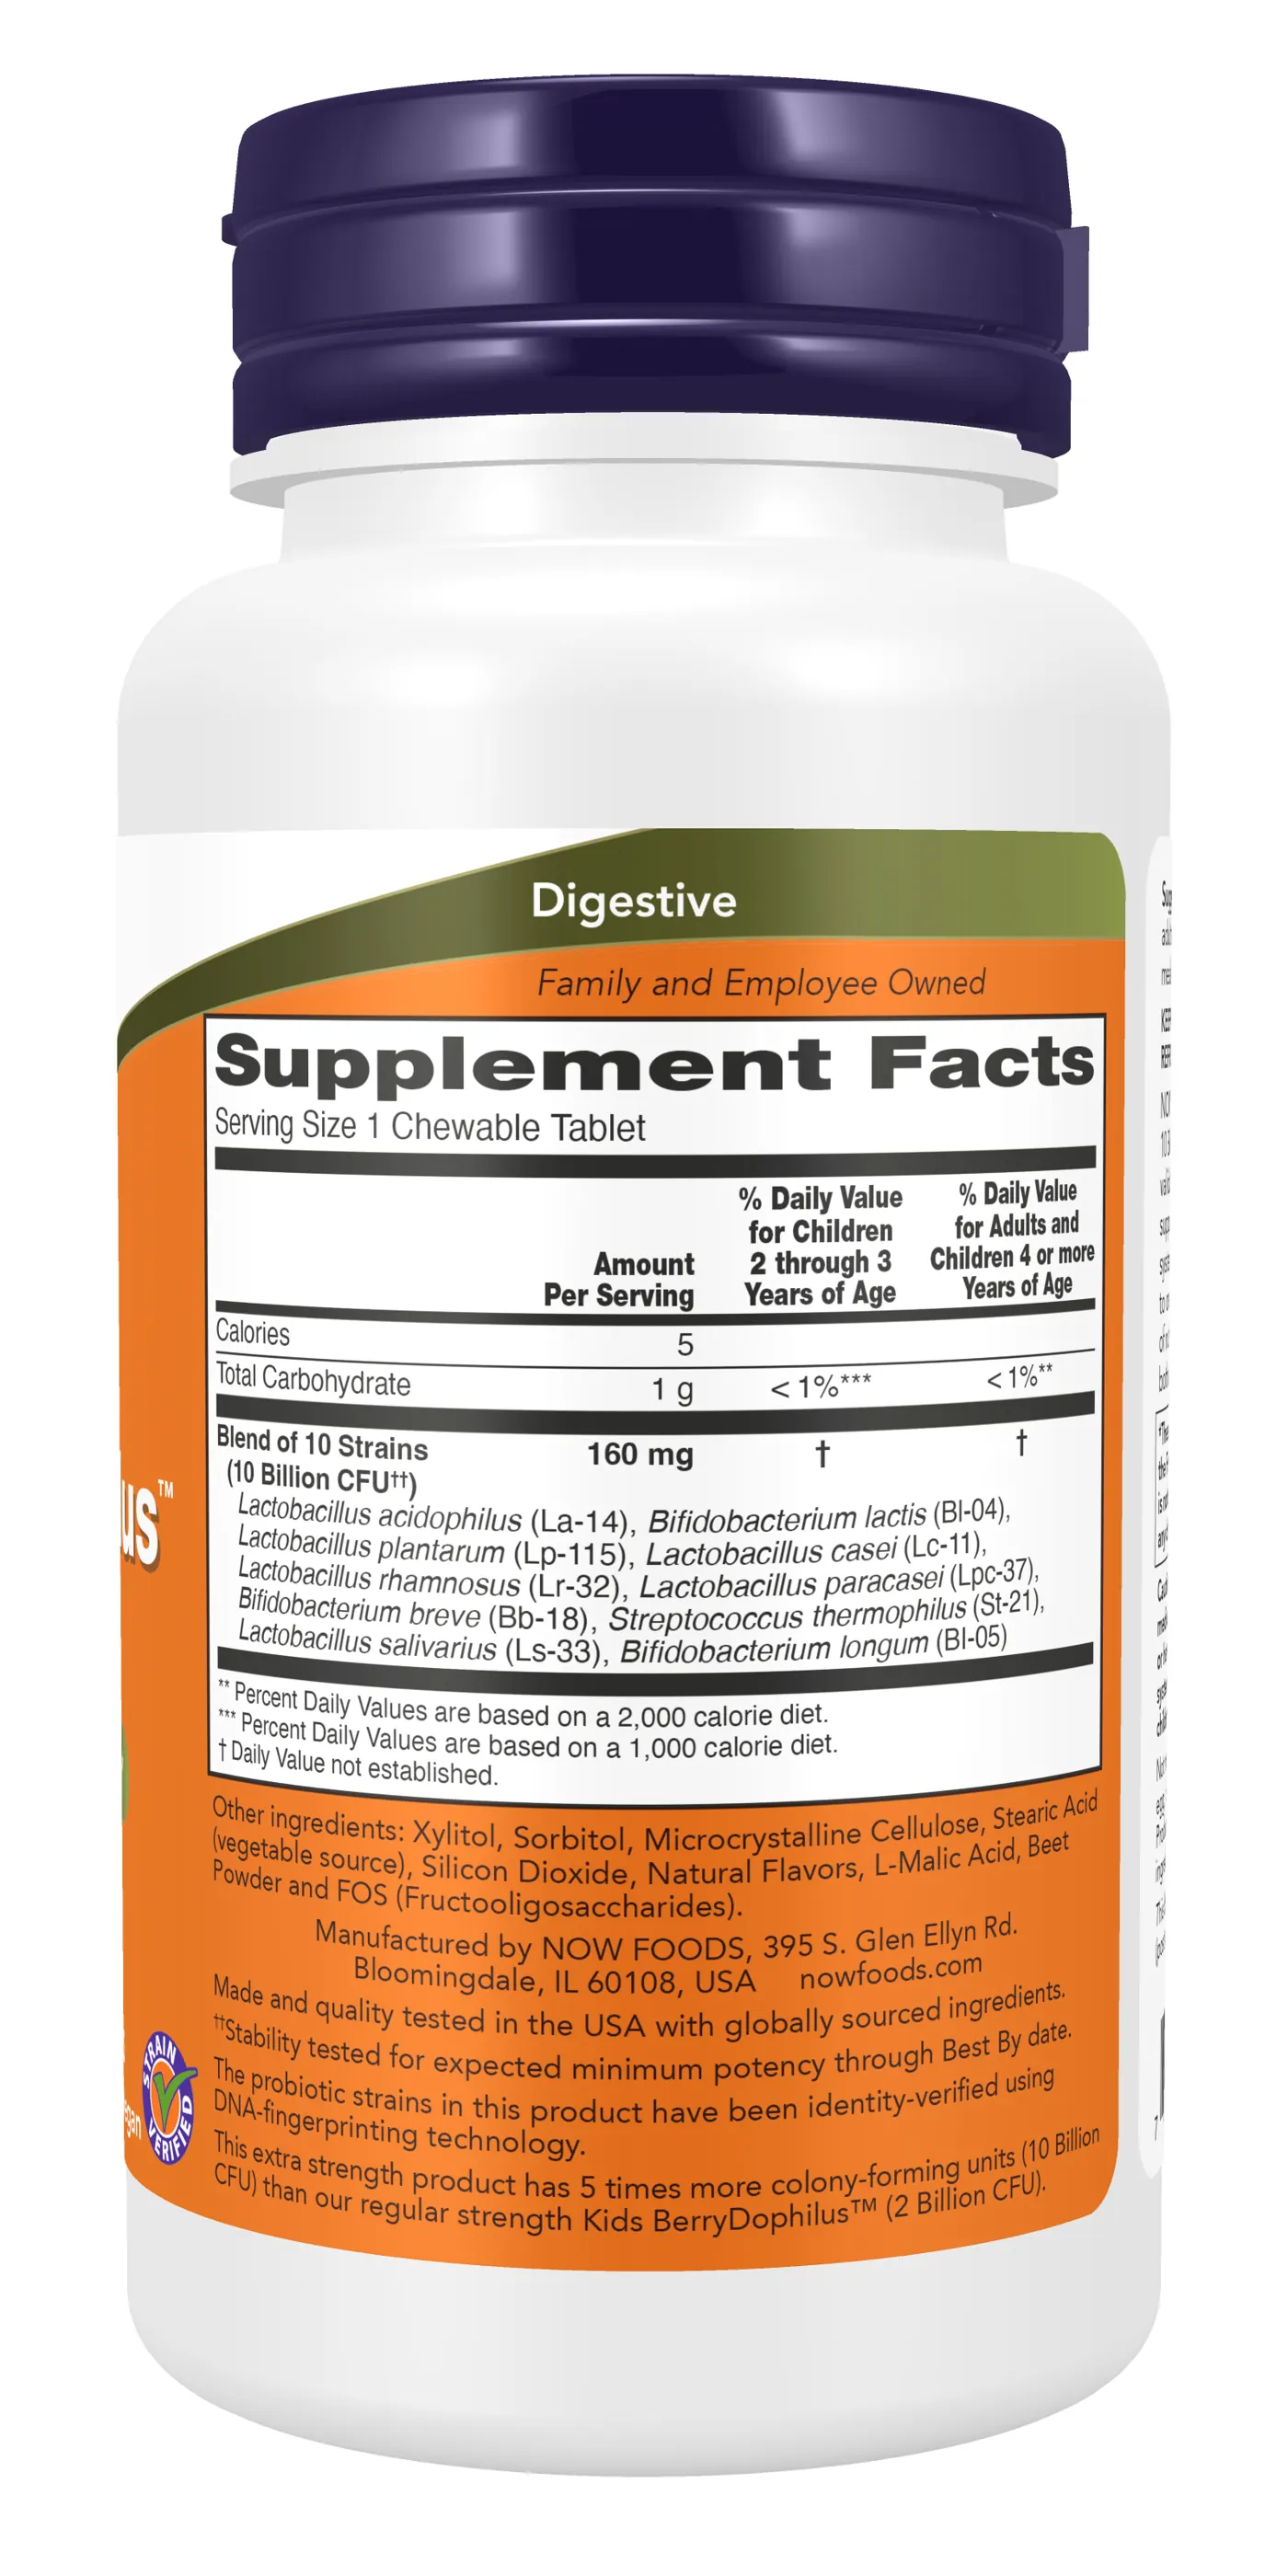 Digestive
Family and Employee Owned
Supplement Facts
Serving Size 1 Chewable Tablet
Amount Per Serving
% Daily Value for Children 2 through 3 Years of Age
% Daily Value for Adults and Children 4 or more Years of Age
Calories 5
Total Carbohydrate 1 g < 1%*** < 1%**
Blend of 10 Strains 160 mg † †
(10 Billion CFU††)
Lactobacillus acidophilus (La-14), Bifidobacterium lactis (Bl-04),
Lactobacillus plantarum (Lp-115), Lactobacillus casei (Lc-11),
Lactobacillus rhamnosus (Lr-32), Lactobacillus paracasei (Lpc-37),
Bifidobacterium breve (Bb-18), Streptococcus thermophilus (St-21),
Lactobacillus salivarius (Ls-33), Bifidobacterium longum (Bl-05)
** Percent Daily Values are based on a 2,000 calorie diet.
*** Percent Daily Values are based on a 1,000 calorie diet.
† Daily Value not established.
Other ingredients: Xylitol, Sorbitol, Microcrystalline Cellulose, Stearic Acid
(vegetable source), Silicon Dioxide, Natural Flavors, L-Malic Acid, Beet
Powder and FOS (Fructooligosaccharides).
Manufactured by NOW FOODS, 395 S. Glen Ellyn Rd.
Bloomingdale, IL 60108, USA nowfoods.com
Made and quality tested in the USA with globally sourced ingredients.
††Stability tested for expected minimum potency through Best By date.
The probiotic strains in this product have been identity-verified using
DNA-fingerprinting technology.
This extra strength product has 5 times more colony-forming units (10 Billion
CFU) than our regular strength Kids BerryDophilus™ (2 Billion CFU).
us™
STRAIN VERIFIED